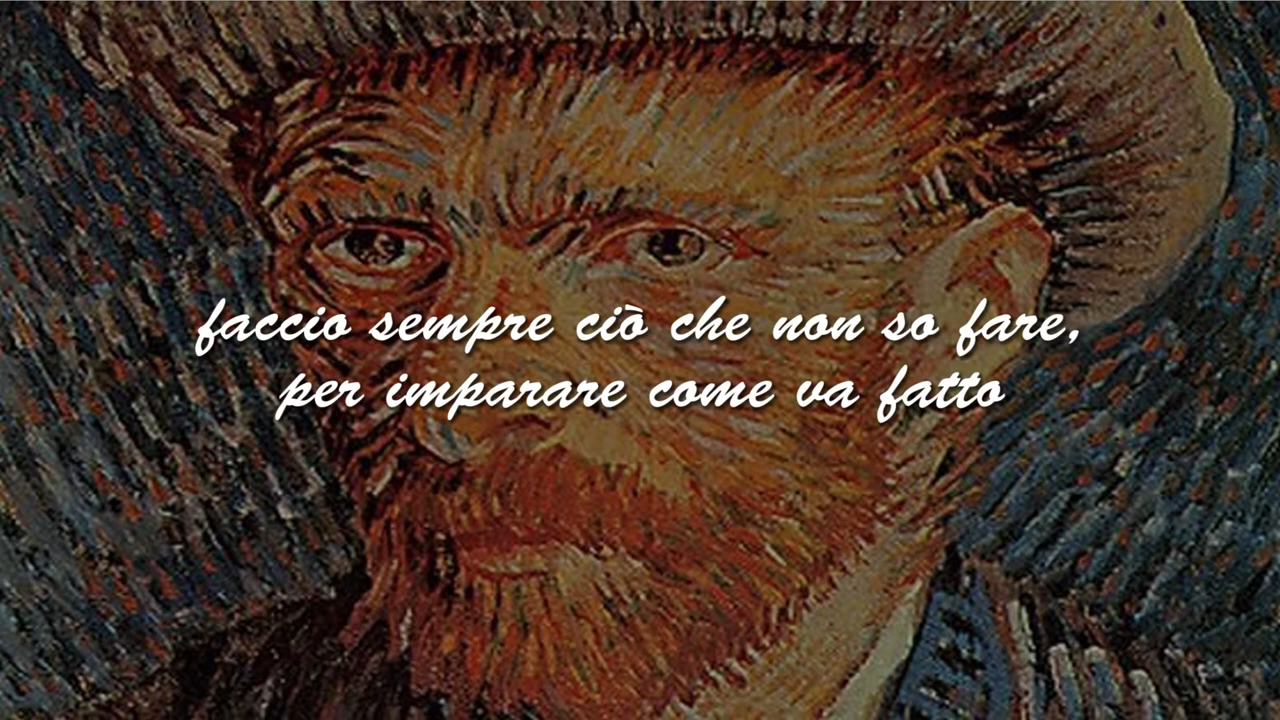 faccio sempre ciò che non so fare,
per imparare come va fatto